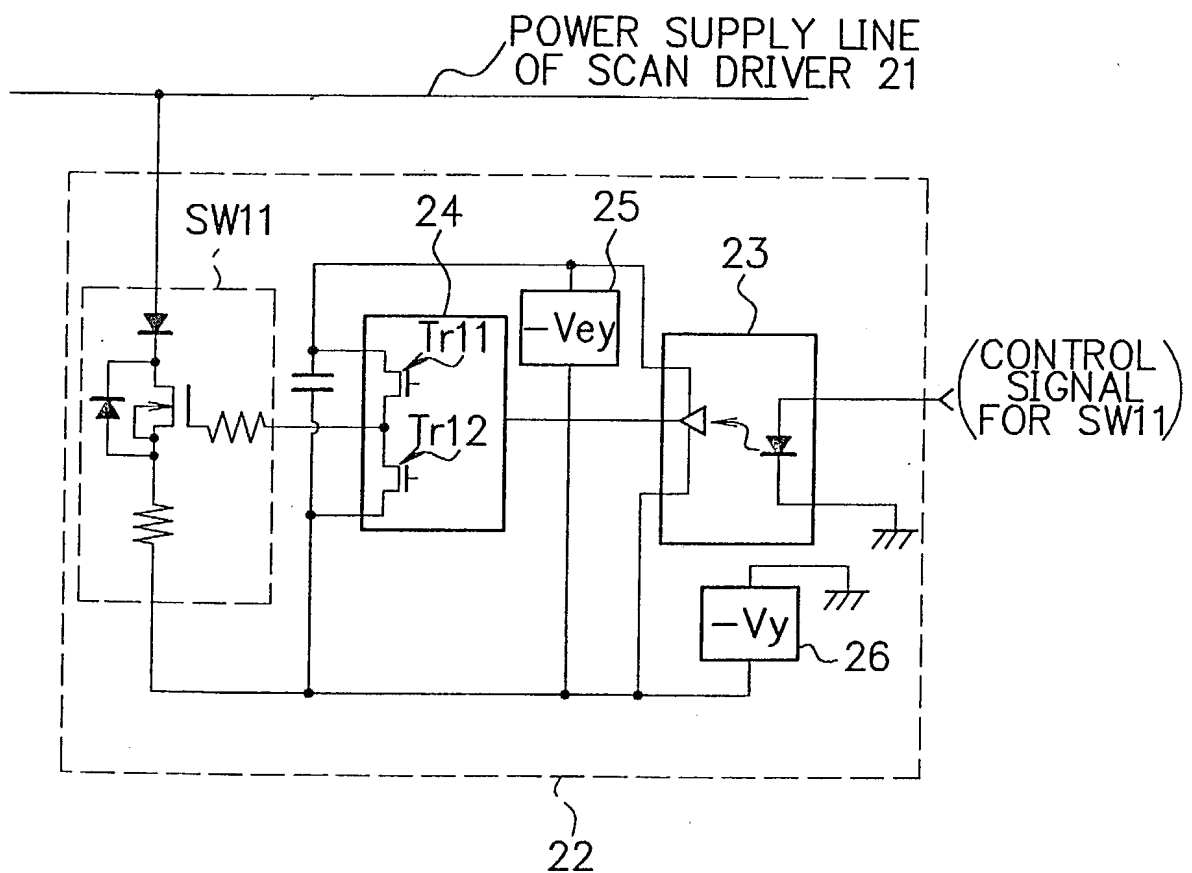 POWER SUPPLY LINE
OF SCAN DRIVER 21
SW11
24
25
23
Tr11
-Vey
(CONTROL
SIGNAL
FOR SW11)
Tr12
-Vy
26
22